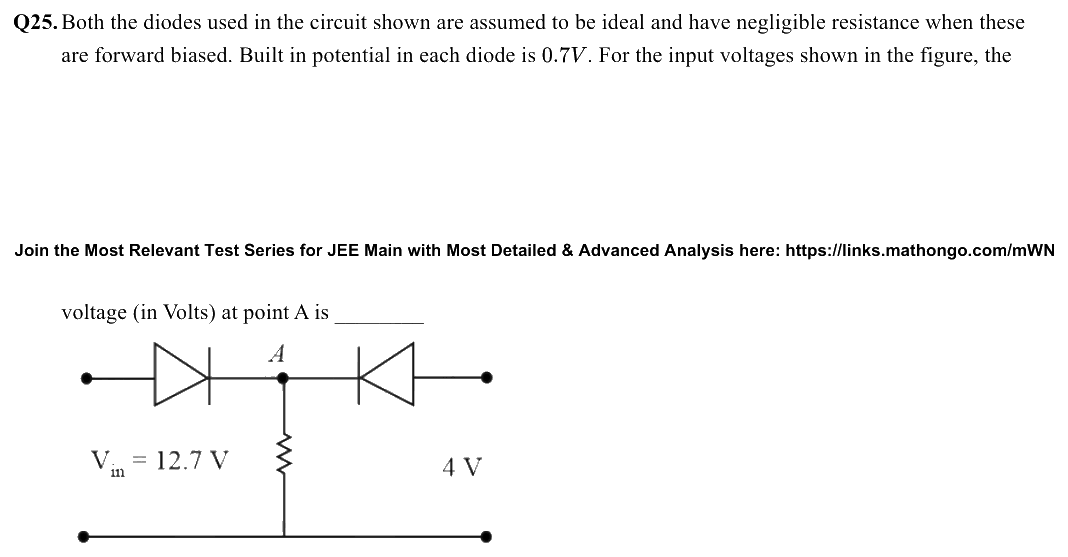 Q25. Both the diodes used in the circuit shown are assumed to be ideal and have negligible resistance when these
are forward biased. Built in potential in each diode is 0.7V. For the input voltages shown in the figure, the
Join the Most Relevant Test Series for JEE Main with Most Detailed & Advanced Analysis here: https://links.mathongo.com/mWN
voltage (in Volts) at point A is ________
A
V_in = 12.7 V
4 V